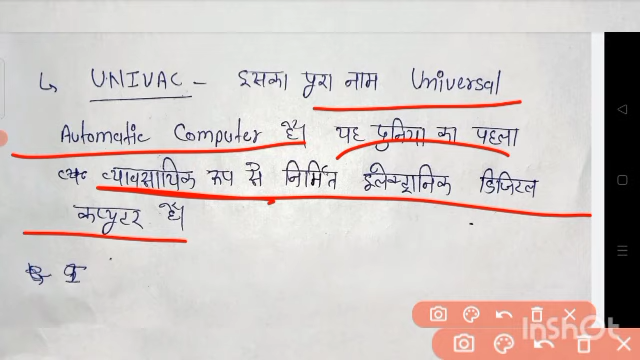 ↳ UNIVAC - इसका पुरा नाम Universal
Automatic Computer है। यह दुनिया का पहला
व्यावसायिक रूप से निर्मित इलेक्ट्रानिक डिजिटल
कम्प्युटर है।
InShOt